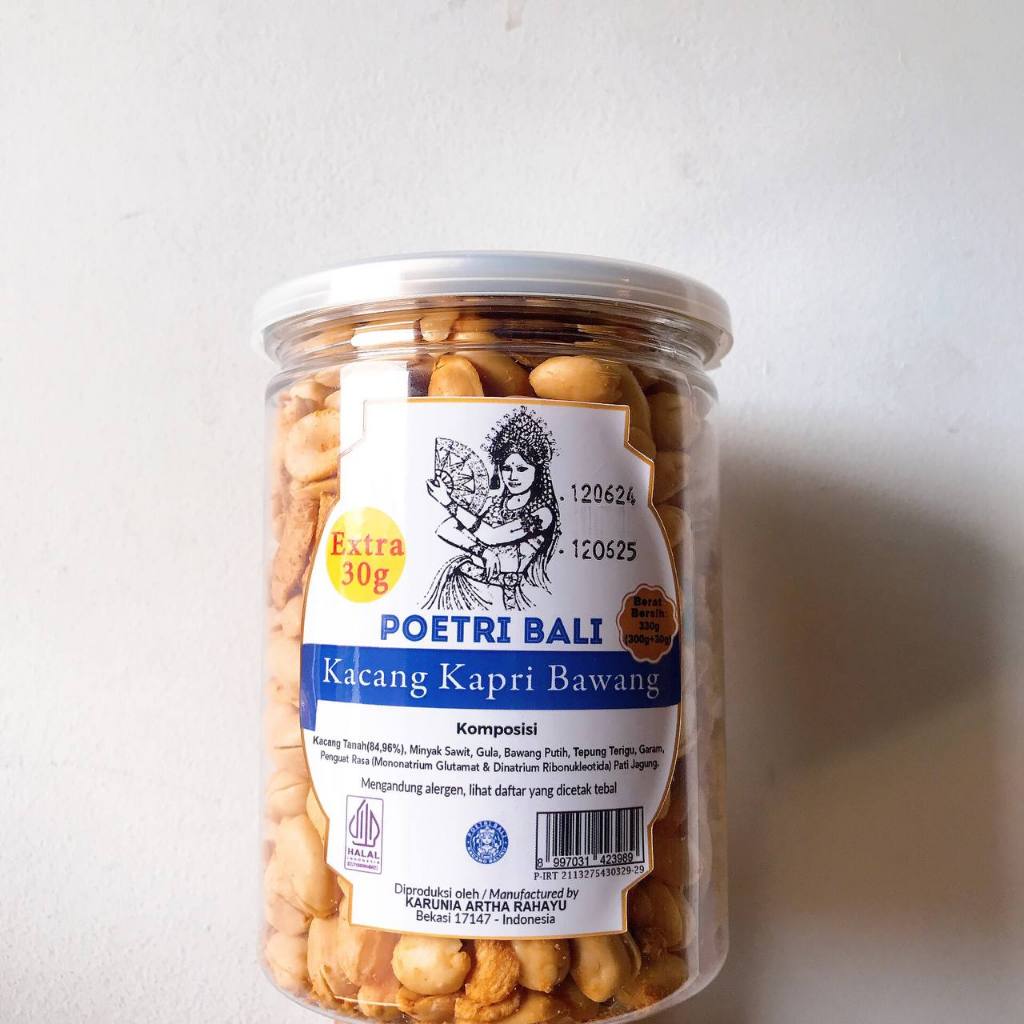 120624
120625
Extra
30g
Berat
Bersih:
330g
(300g+30g)
POETRI BALI
Kacang Kapri Bawang
Komposisi
Kacang Tanah(84,96%), Minyak Sawit, Gula, Bawang Putih, Tepung Terigu, Garam,
Penguat Rasa (Mononatrium Glutamat & Dinatrium Ribonukleotida) Pati Jagung.
Mengandung alergen, lihat daftar yang dicetak tebal
HALAL
INDONESIA
8 997031 423989
P-IRT 2113275430329-29
Diproduksi oleh / Manufactured by
KARUNIA ARTHA RAHAYU
Bekasi 17147 - Indonesia